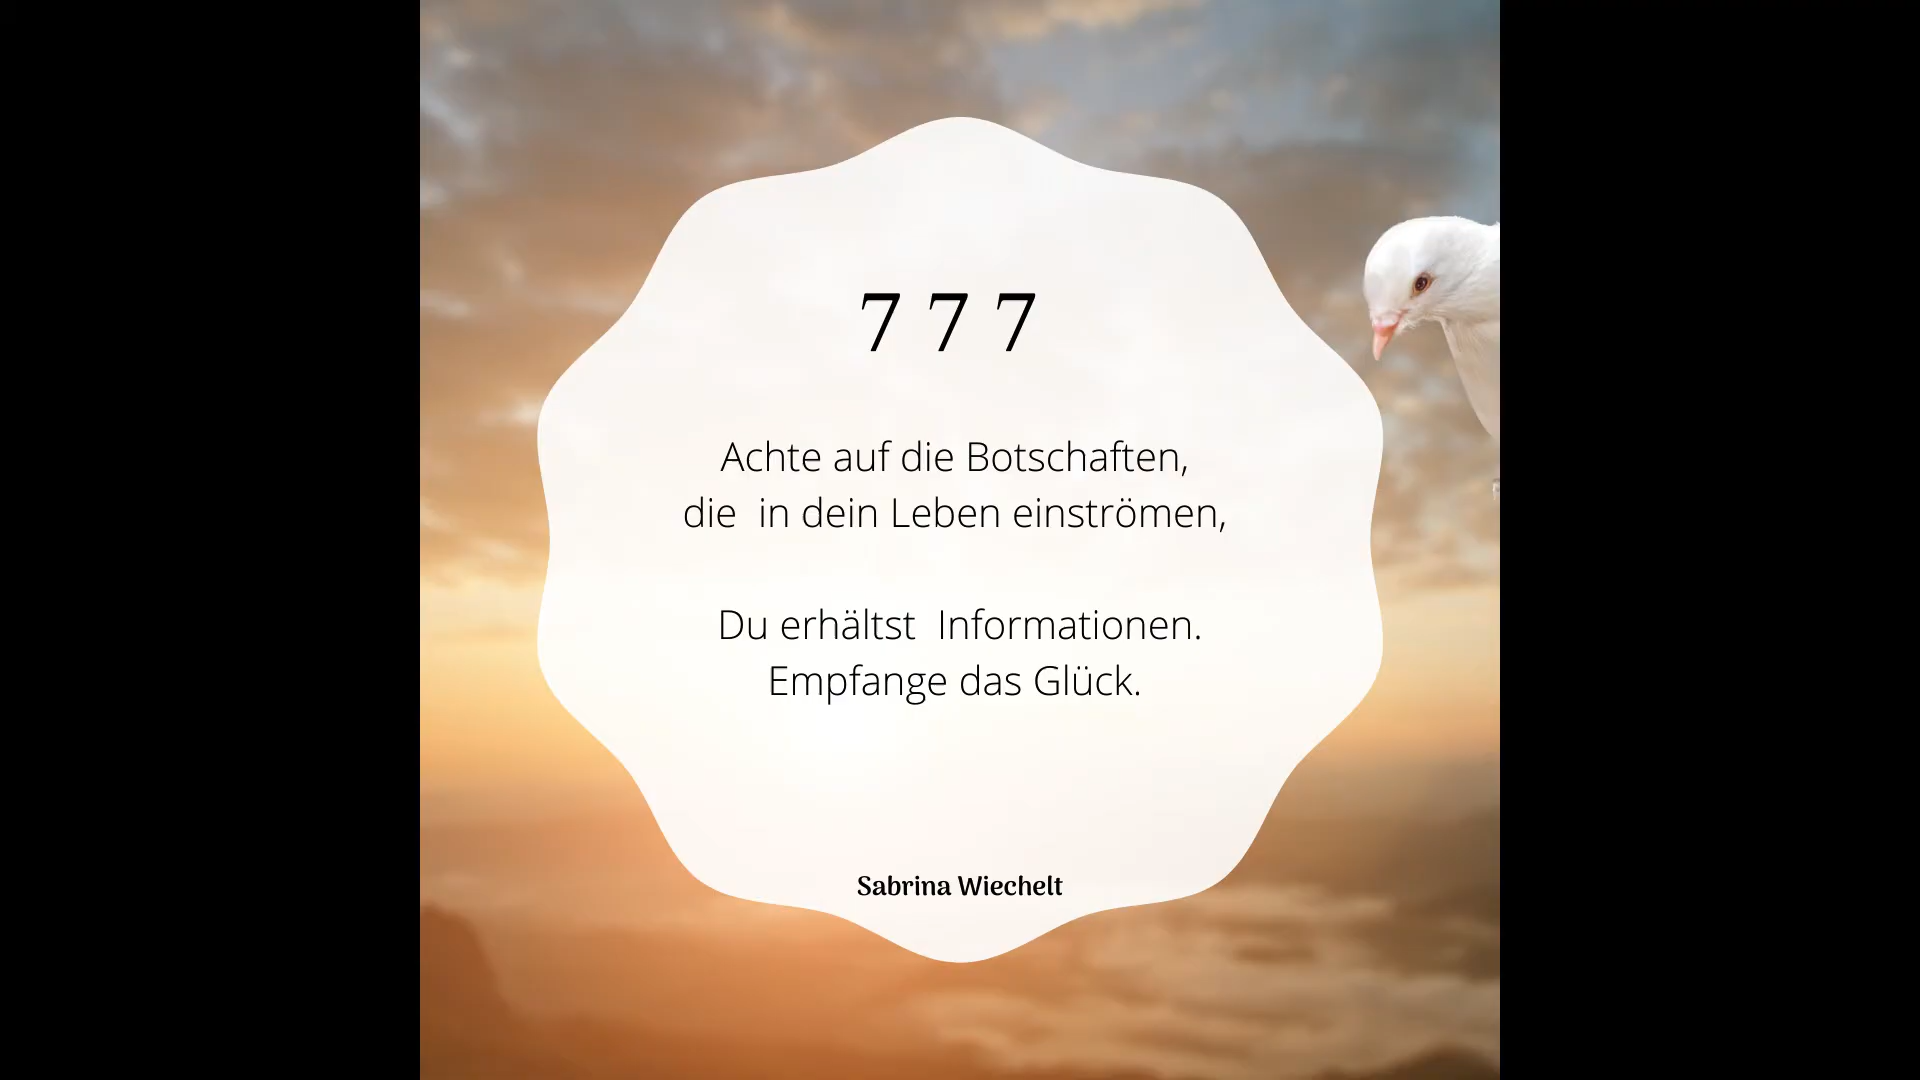 7 7 7
Achte auf die Botschaften,
die  in dein Leben einströmen,
Du erhältst  Informationen.
Empfange das Glück.
Sabrina Wiechelt